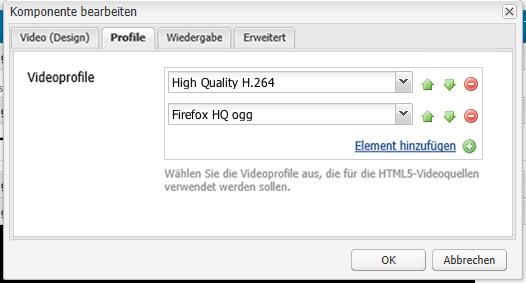 Komponente bearbeiten
Video (Design) Profile Wiedergabe Erweitert
Videoprofile
High Quality H.264
Firefox HQ ogg
Element hinzufügen
Wählen Sie die Videoprofile aus, die für die HTML5-Videoquellen
verwendet werden sollen.
OK Abbrechen